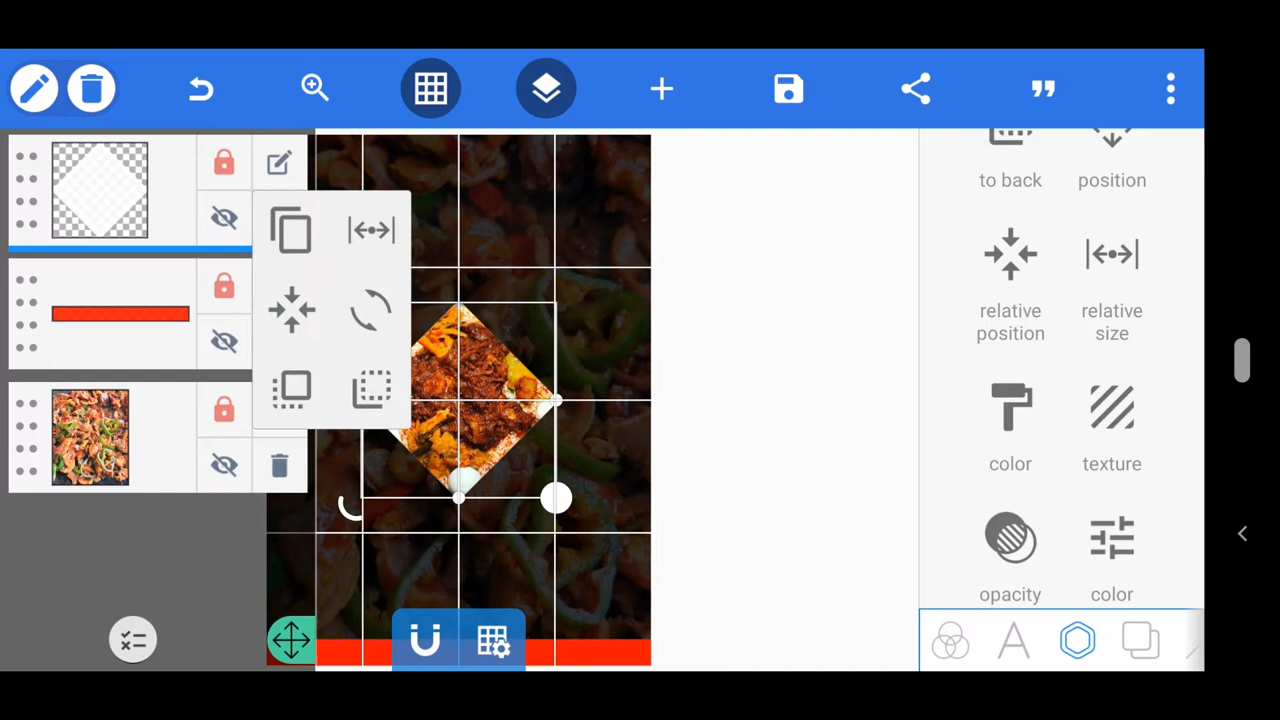 to back
position
relative
position
relative
size
color
texture
opacity
color